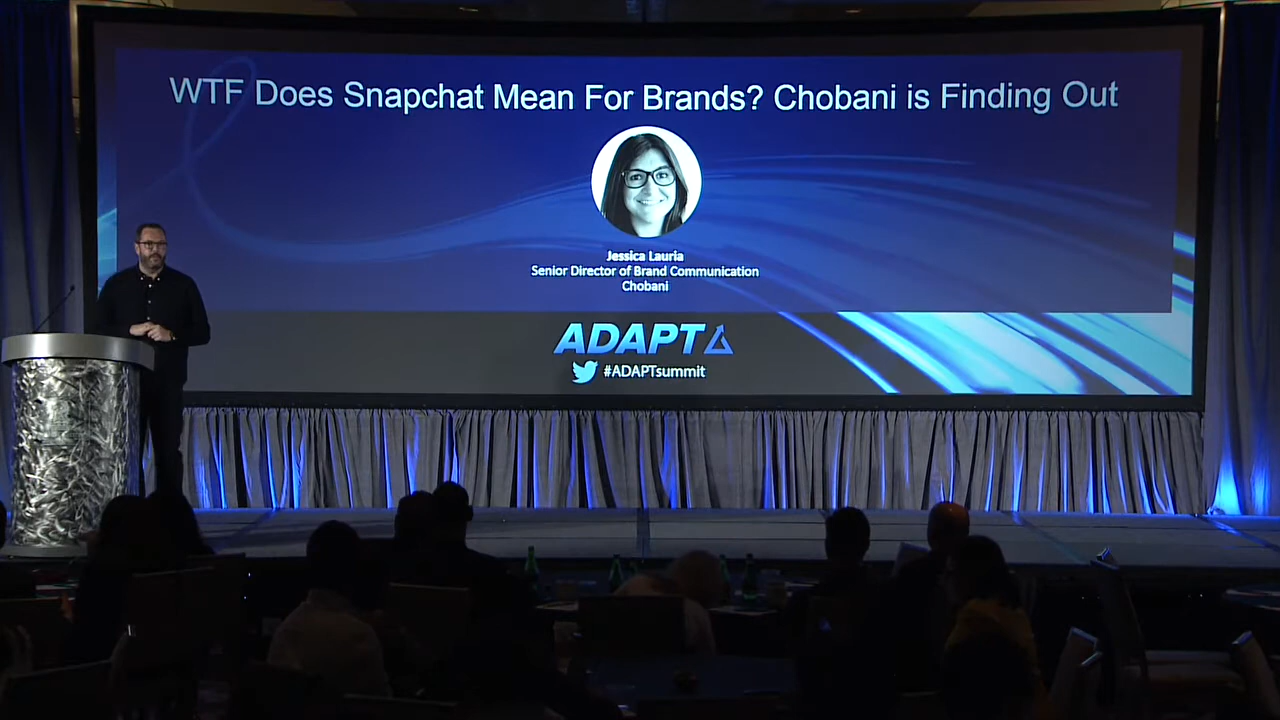 WTF Does Snapchat Mean For Brands? Chobani is Finding Out
Jessica Lauria
Senior Director of Brand Communication
Chobani
ADAPT
#ADAPTsummit